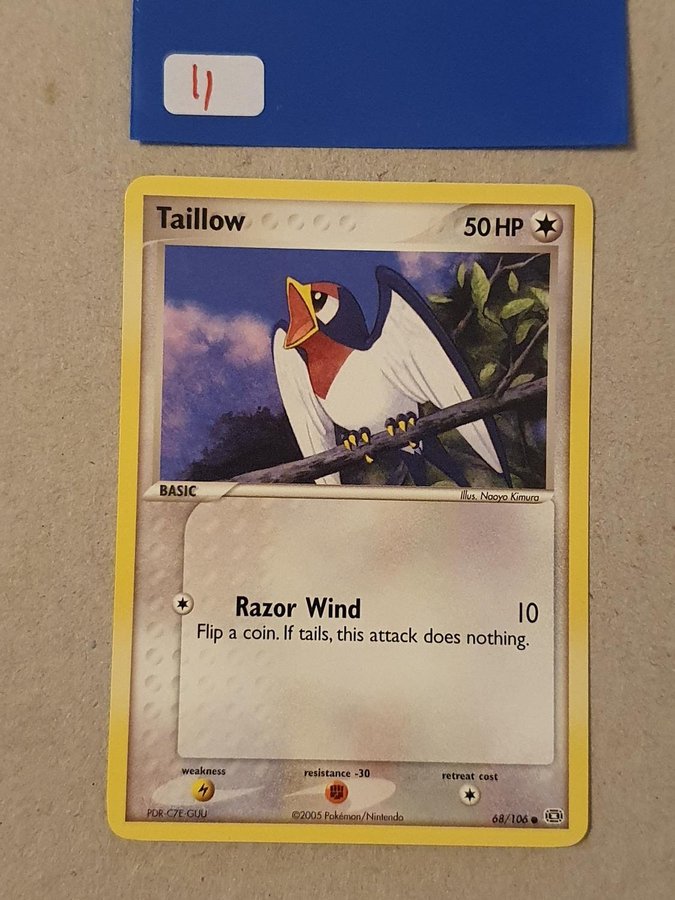 11
Taillow
50 HP
BASIC
Illus. Naoyo Kimura
Razor Wind 10
Flip a coin. If tails, this attack does nothing.
weakness resistance -30 retreat cost
PDR-C7E-GUU ©2005 Pokémon/Nintendo 68/106